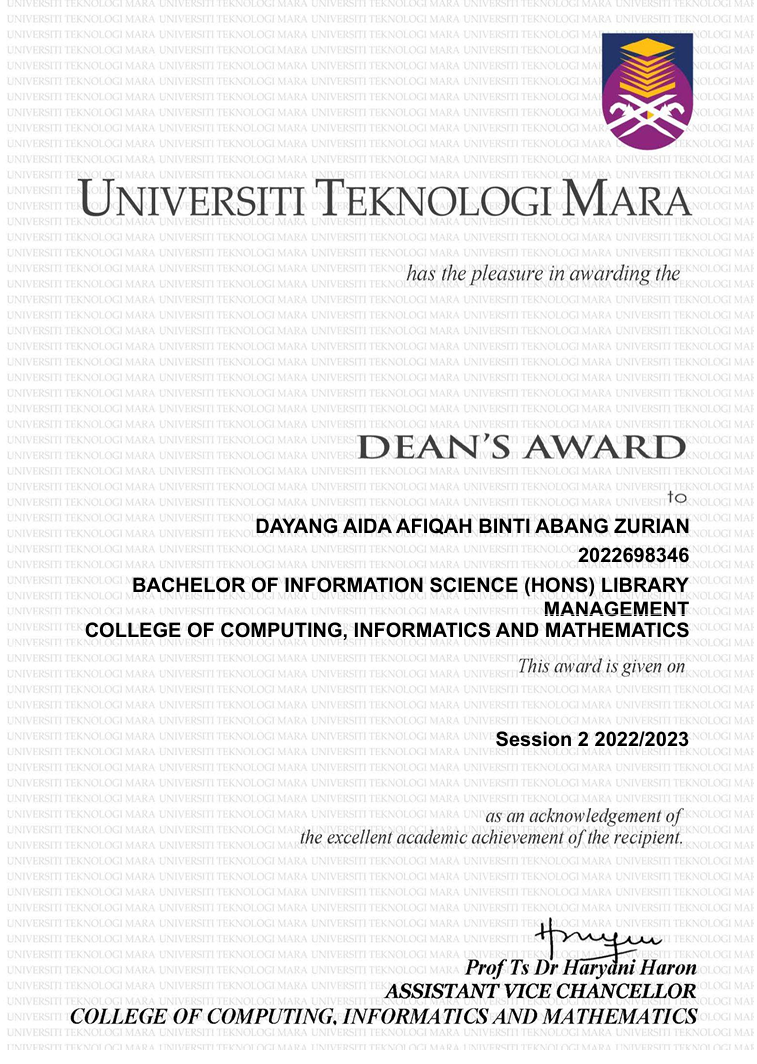 UNIVERSITI TEKNOLOGI MARA
has the pleasure in awarding the
DEAN'S AWARD
to
DAYANG AIDA AFIQAH BINTI ABANG ZURIAN
2022698346
BACHELOR OF INFORMATION SCIENCE (HONS) LIBRARY
MANAGEMENT
COLLEGE OF COMPUTING, INFORMATICS AND MATHEMATICS
This award is given on
Session 2 2022/2023
as an acknowledgement of
the excellent academic achievement of the recipient.
Prof Ts Dr Haryani Haron
ASSISTANT VICE CHANCELLOR
COLLEGE OF COMPUTING, INFORMATICS AND MATHEMATICS